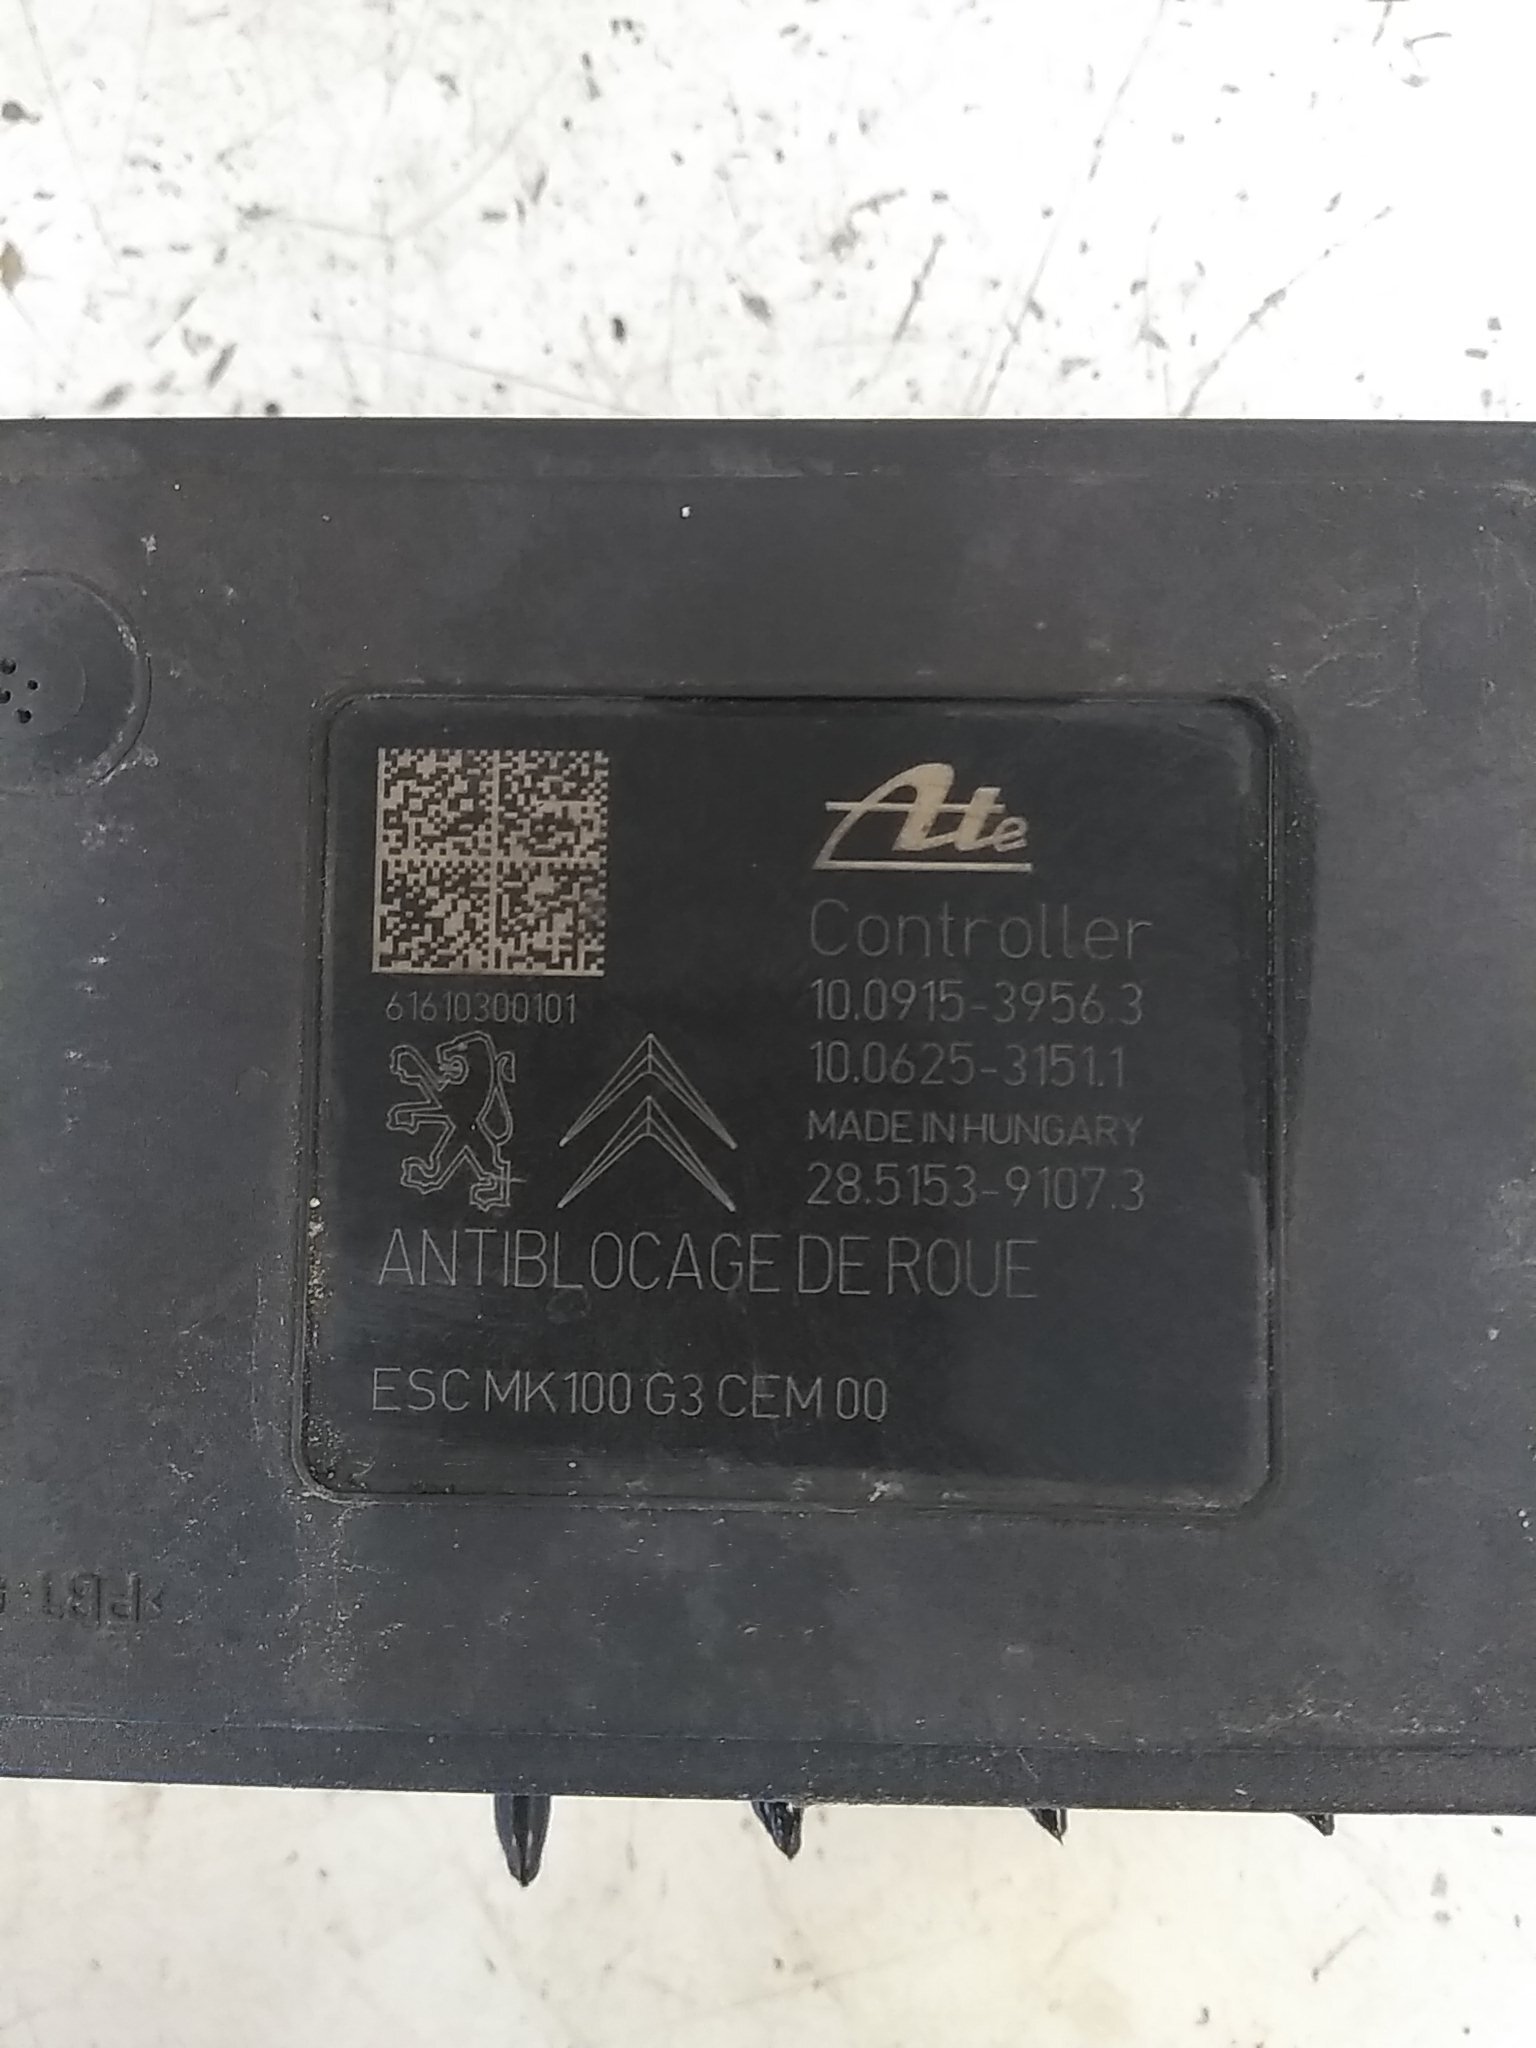 Ate
Controller
10.0915-3956.3
61610300101
10.0625-3151.1
MADE IN HUNGARY
28.5153-9107.3
ANTIBLOCAGE DE ROUE
ESC MK100 G3 CEM 00
>PBT